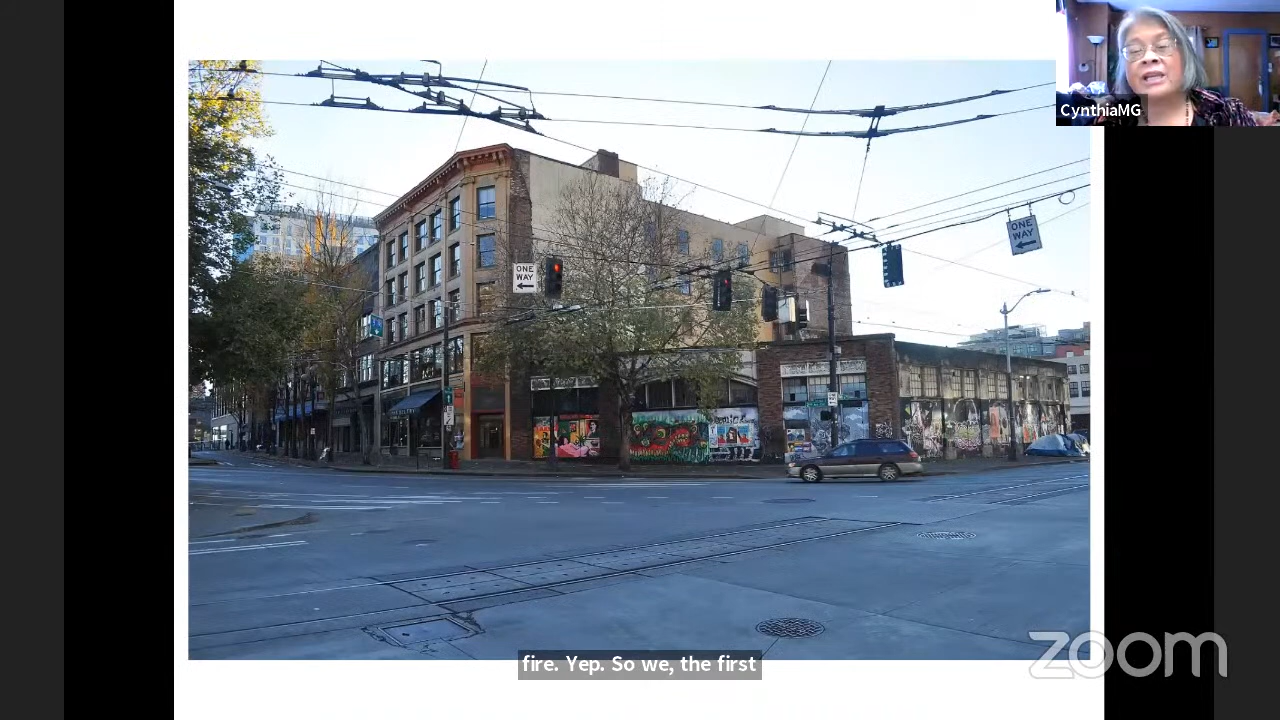 CynthiaMG
ONE
WAY
ONE
WAY
fire. Yep. So we, the first
zoom